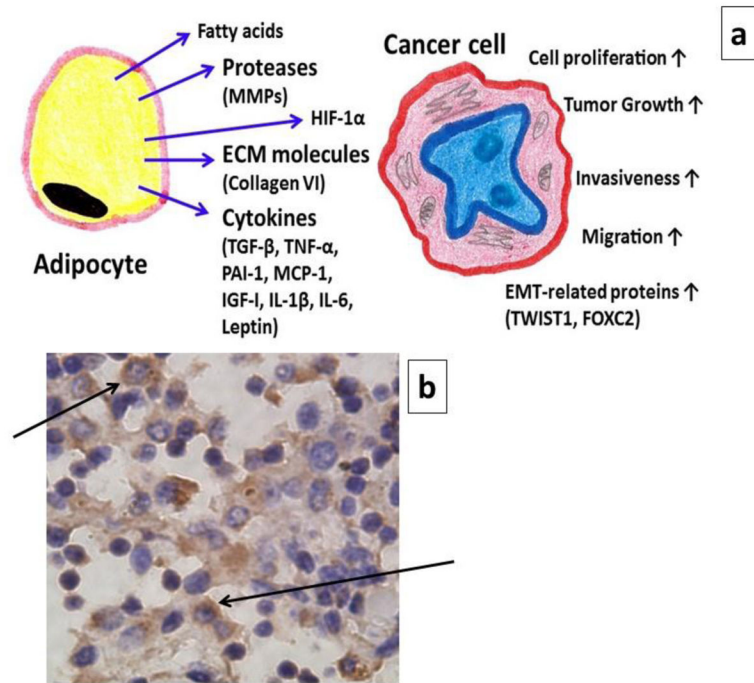 a
Fatty acids
Proteases
(MMPs)
HIF-1α
ECM molecules
(Collagen VI)
Cytokines
(TGF-β, TNF-α,
PAI-1, MCP-1,
IGF-I, IL-1β, IL-6,
Leptin)
Adipocyte
Cancer cell
Cell proliferation ↑
Tumor Growth ↑
Invasiveness ↑
Migration ↑
EMT-related proteins ↑
(TWIST1, FOXC2)
b